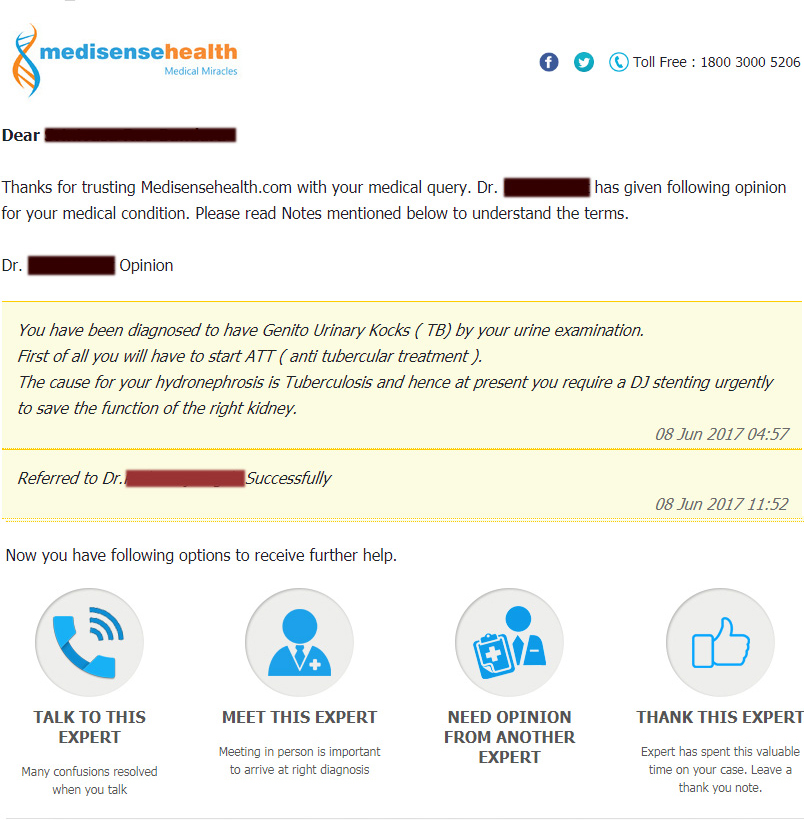 medisensehealth
Medical Miracles
Toll Free : 1800 3000 5206
Dear
Thanks for trusting Medisensehealth.com with your medical query. Dr. has given following opinion
for your medical condition. Please read Notes mentioned below to understand the terms.
Dr. Opinion
You have been diagnosed to have Genito Urinary Kocks ( TB) by your urine examination.
First of all you will have to start ATT ( anti tubercular treatment ).
The cause for your hydronephrosis is Tuberculosis and hence at present you require a DJ stenting urgently
to save the function of the right kidney.
08 Jun 2017 04:57
Referred to Dr. Successfully
08 Jun 2017 11:52
Now you have following options to receive further help.
TALK TO THIS
EXPERT
Many confusions resolved
when you talk
MEET THIS EXPERT
Meeting in person is important
to arrive at right diagnosis
NEED OPINION
FROM ANOTHER
EXPERT
THANK THIS EXPERT
Expert has spent this valuable
time on your case. Leave a
thank you note.